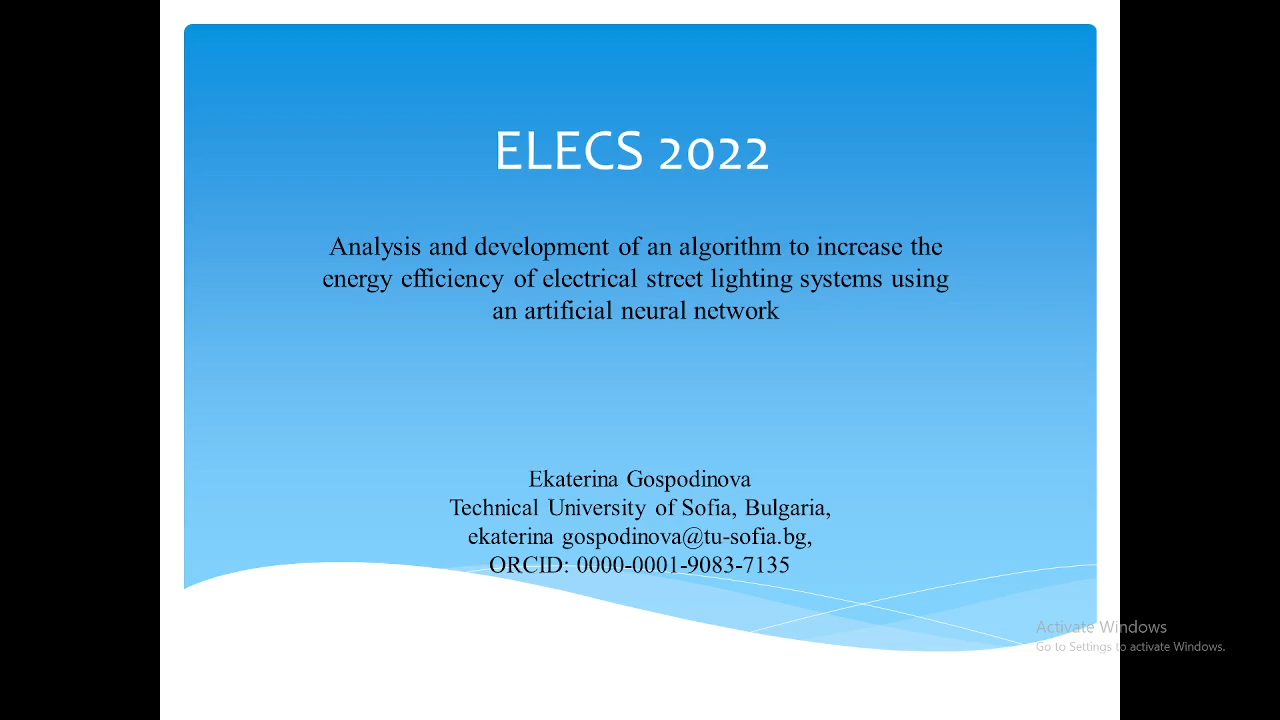 ELECS 2022
Analysis and development of an algorithm to increase the
energy efficiency of electrical street lighting systems using
an artificial neural network
Ekaterina Gospodinova
Technical University of Sofia, Bulgaria,
ekaterina gospodinova@tu-sofia.bg,
ORCID: 0000-0001-9083-7135
Activate Windows
Go to Settings to activate Windows.